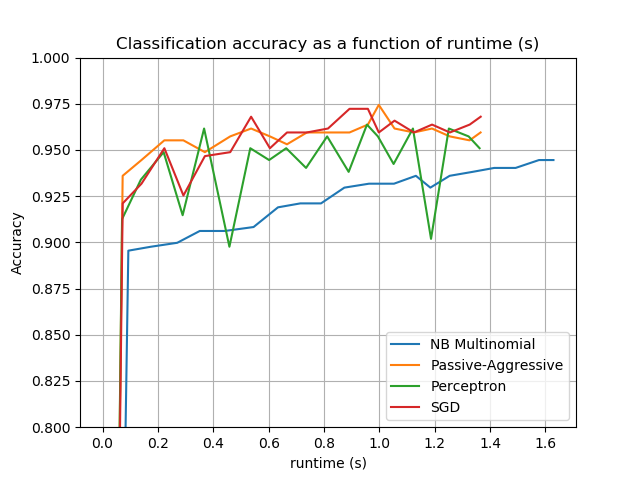 Classification accuracy as a function of runtime (s)
1.000
0.975
0.950
0.925
0.900
0.875
0.850
0.825
0.800
Accuracy
NB Multinomial
Passive-Aggressive
Perceptron
SGD
0.0 0.2 0.4 0.6 0.8 1.0 1.2 1.4 1.6
runtime (s)